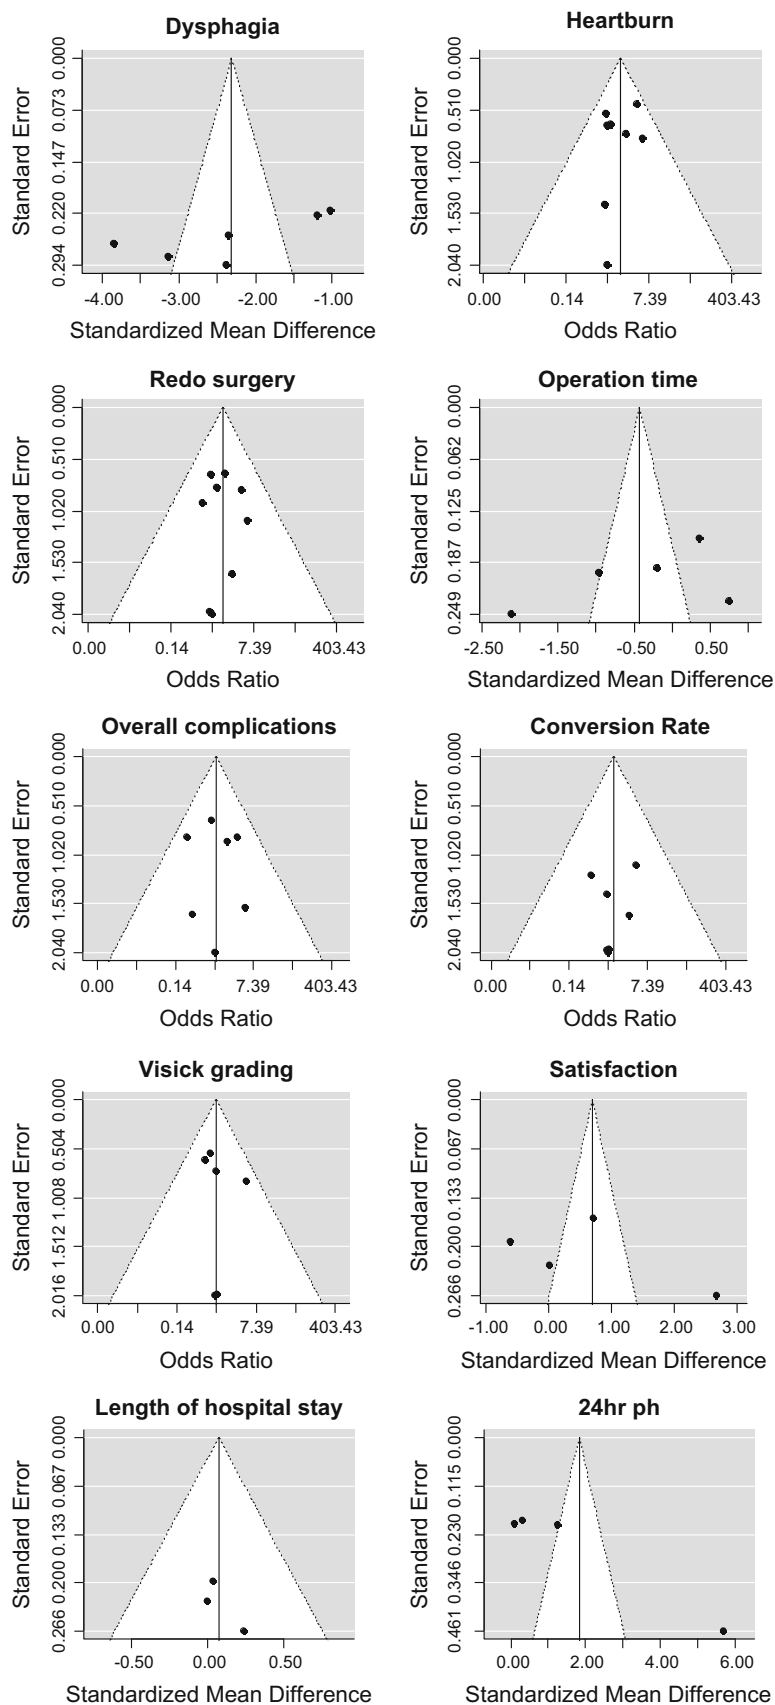 Dysphagia
Standard Error
0.000
0.073
0.147
0.220
0.294
-4.00 -3.00 -2.00 -1.00
Standardized Mean Difference
Heartburn
Standard Error
0.000
0.510
1.020
1.530
2.040
0.00 0.14 7.39 403.43
Odds Ratio
Redo surgery
Standard Error
0.000
0.510
1.020
1.530
2.040
0.00 0.14 7.39 403.43
Odds Ratio
Operation time
Standard Error
0.000
0.062
0.125
0.187
0.249
-2.50 -1.50 -0.50 0.50
Standardized Mean Difference
Overall complications
Standard Error
0.000
0.510
1.020
1.530
2.040
0.00 0.14 7.39 403.43
Odds Ratio
Conversion Rate
Standard Error
0.000
0.510
1.020
1.530
2.040
0.00 0.14 7.39 403.43
Odds Ratio
Visick grading
Standard Error
0.000
0.504
1.008
1.512
2.016
0.00 0.14 7.39 403.43
Odds Ratio
Satisfaction
Standard Error
0.000
0.067
0.133
0.200
0.266
-1.00 0.00 1.00 2.00 3.00
Standardized Mean Difference
Length of hospital stay
Standard Error
0.000
0.067
0.133
0.200
0.266
-0.50 0.00 0.50
Standardized Mean Difference
24hr ph
Standard Error
0.000
0.115
0.230
0.346
0.461
0.00 2.00 4.00 6.00
Standardized Mean Difference